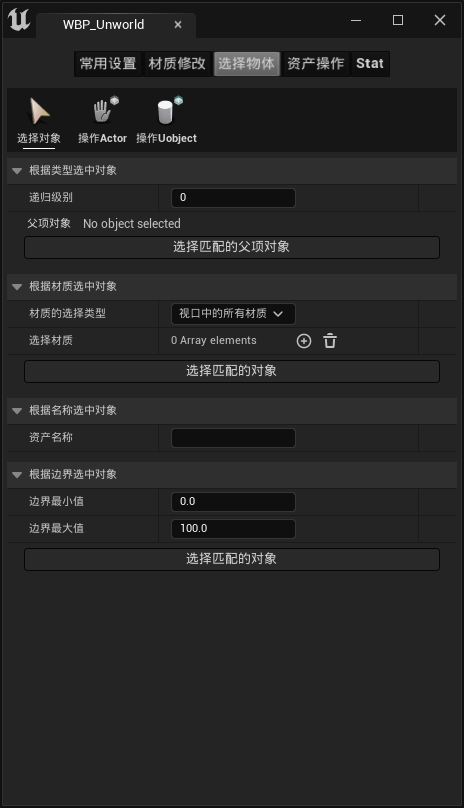 WBP_Unworld
常用设置 材质修改 选择物体 资产操作 Stat
选择对象 操作Actor 操作Uobject
根据类型选中对象
递归级别 0
父项对象 No object selected
选择匹配的父项对象
根据材质选中对象
材质的选择类型 视口中的所有材质
选择材质 0 Array elements
选择匹配的对象
根据名称选中对象
资产名称
根据边界选中对象
边界最小值 0.0
边界最大值 100.0
选择匹配的对象